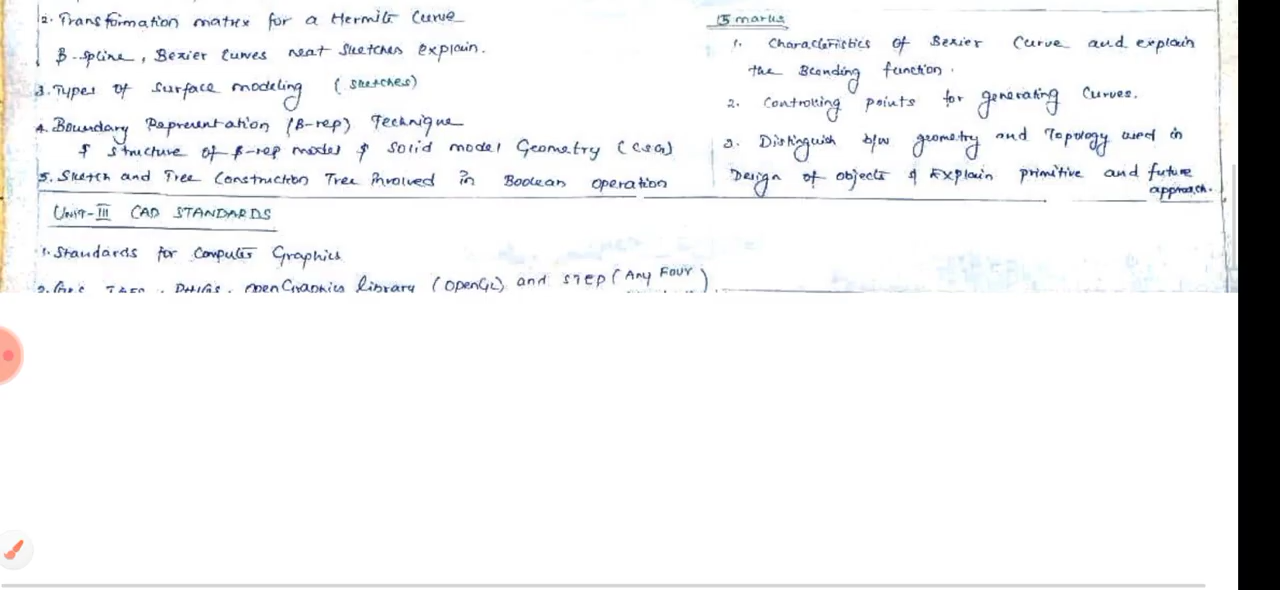 2. Transformation matrix for a Hermite Curve
B-spline, Bezier Curves neat Sketches explain.
3. Types of Surface modeling (sketches)
4. Boundary Representation (B-rep) Technique
& structure of B-rep model & Solid model Geometry (CSG)
5. Sketch and Tree Construction Tree involved in Boolean operation
5 marks
1. Characteristics of Bezier Curve and explain
the Blending function.
2. Controlling points for generating Curves.
3. Distinguish b/w geometry and Topology used in
Design of objects & Explain primitive and future
approach.
UNIT-III CAD STANDARDS
1. Standards for Computer Graphics
2. OpenGraphics library (OpenGL) and STEP (Any Four)